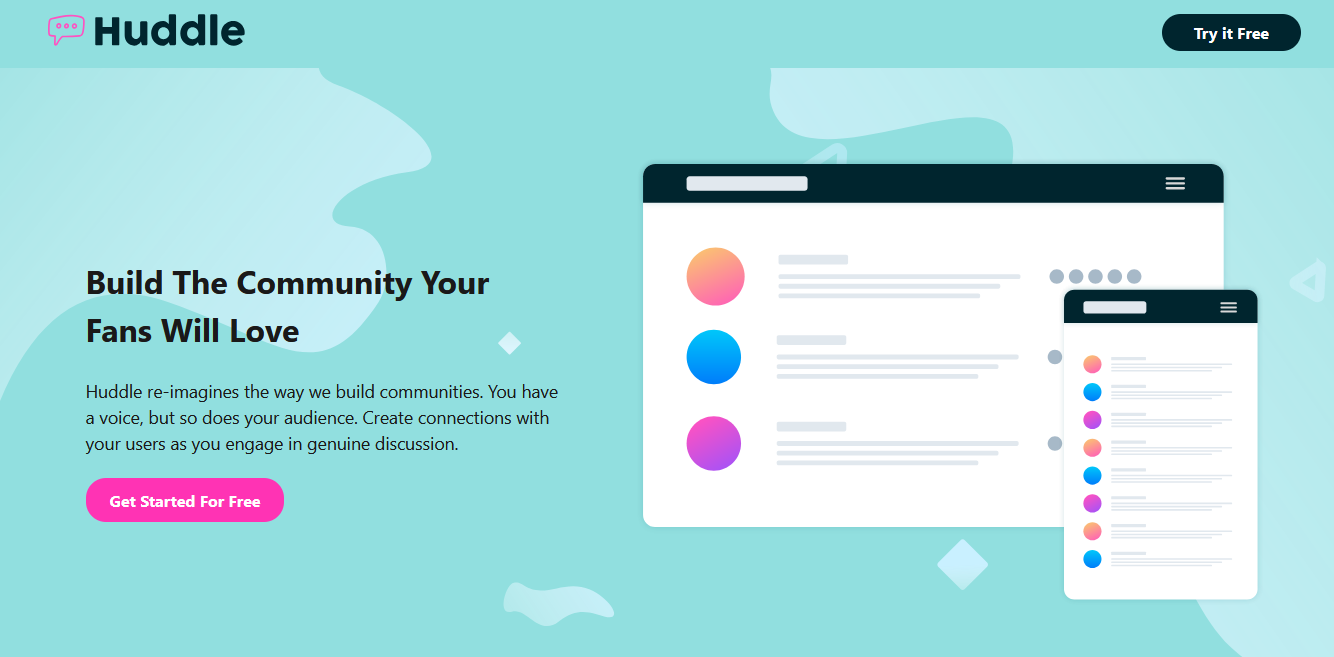 Huddle
Try it Free
Build The Community Your
Fans Will Love
Huddle re-imagines the way we build communities. You have
a voice, but so does your audience. Create connections with
your users as you engage in genuine discussion.
Get Started For Free